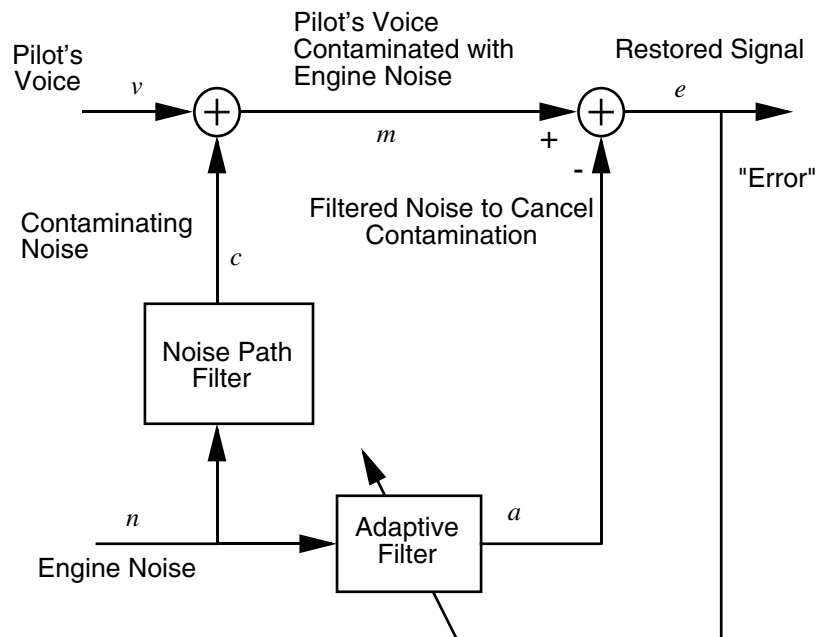 Pilot's
Voice
v
Pilot's Voice
Contaminated with
Engine Noise
Restored Signal
+
m
+
-
+
e
"Error"
Contaminating
Noise
c
Filtered Noise to Cancel
Contamination
Noise Path
Filter
n
Engine Noise
Adaptive
Filter
a